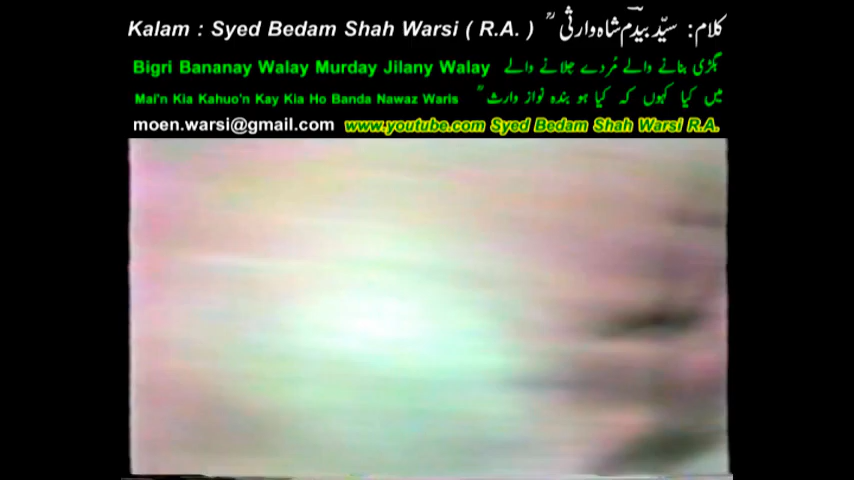 Kalam : Syed Bedam Shah Warsi ( R.A. ) کلام: سیّد بیدؔم شاہ وارثی ؒ
Bigri Bananay Walay Murday Jilany Walay بگڑی بنانے والے مُردے جلانے والے
Mai'n Kia Kahuo'n Kay Kia Ho Banda Nawaz Waris میں کیا کہوں کہ کیا ہو بندہ نواز وارث ؒ
moen.warsi@gmail.com www.youtube.com Syed Bedam Shah Warsi R.A.